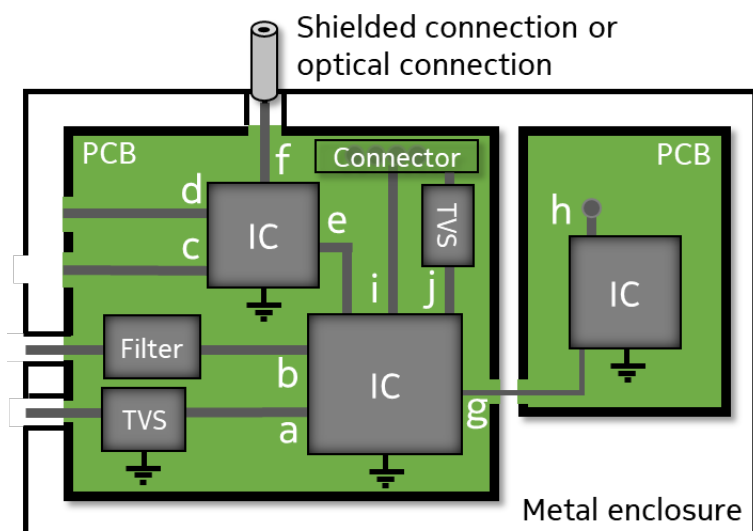 Shielded connection or
optical connection
PCB
f
Connector
PCB
d
IC
e
TVS
h
c
i
j
IC
Filter
b
IC
TVS
a
g
Metal enclosure